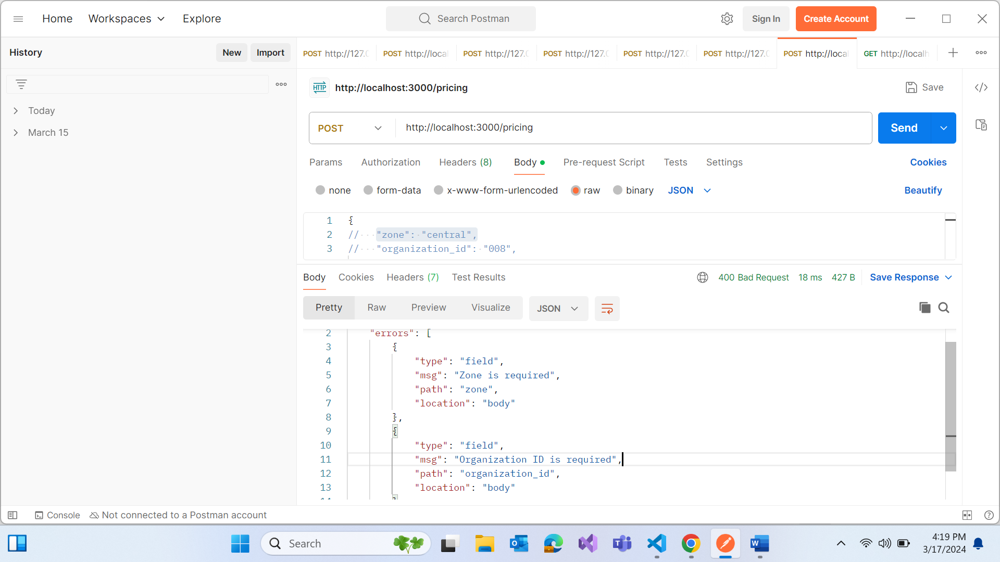 Home
Workspaces
Explore
Search Postman
Sign In
Create Account
History
New
Import
POST http://127.0
POST http://local
POST http://127.0
POST http://127.0
POST http://127.0
POST http://127.0
POST http://local
GET http://localh
Today
March 15
HTTP
http://localhost:3000/pricing
Save
</>
POST
http://localhost:3000/pricing
Send
Params
Authorization
Headers (8)
Body
Pre-request Script
Tests
Settings
Cookies
none
form-data
x-www-form-urlencoded
raw
binary
JSON
Beautify
1 {
2 // ··· "zone":·"central",
3 // ··· "organization_id":·"008",
Body
Cookies
Headers (7)
Test Results
400 Bad Request
18 ms
427 B
Save Response
Pretty
Raw
Preview
Visualize
JSON
2 "errors": [
3 {
4 "type": "field",
5 "msg": "Zone is required",
6 "path": "zone",
7 "location": "body"
8 },
9 {
10 "type": "field",
11 "msg": "Organization ID is required",
12 "path": "organization_id",
13 "location": "body"
14 }
Console
Not connected to a Postman account
Search
4:19 PM
3/17/2024